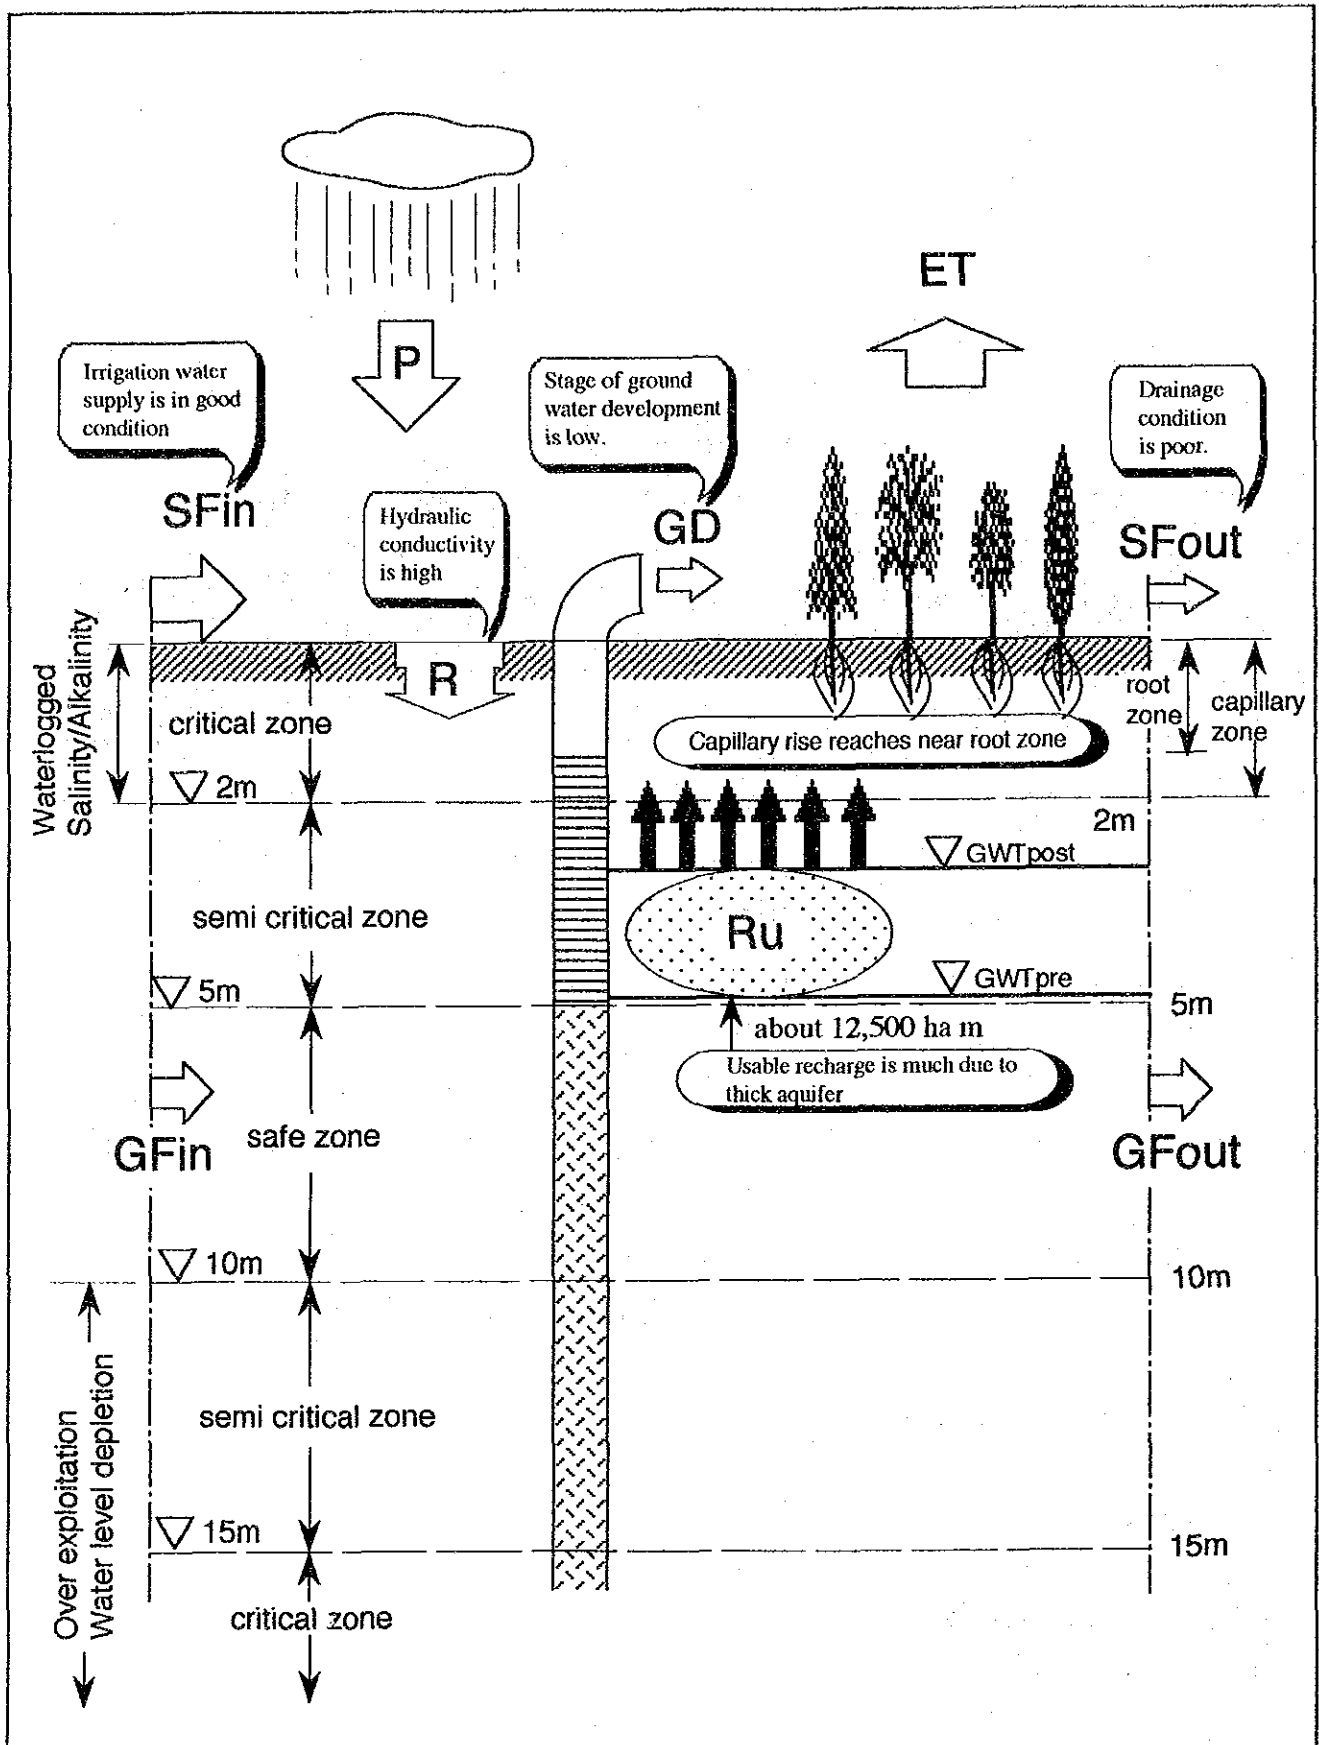 ET
P
Irrigation water
supply is in good
condition
Stage of ground
water development
is low.
Drainage
condition
is poor.
SFin
Hydraulic
conductivity
is high
GD
SFout
Waterlogged
Salinity/Alkalinity
R
critical zone
root
zone
capillary
zone
Capillary rise reaches near root zone
2m
2m
GWTpost
semi critical zone
Ru
GWTpre
5m
5m
about 12,500 ha m
Usable recharge is much due to
thick aquifer
GFin
safe zone
GFout
10m
10m
Over exploitation
Water level depletion
semi critical zone
15m
15m
critical zone